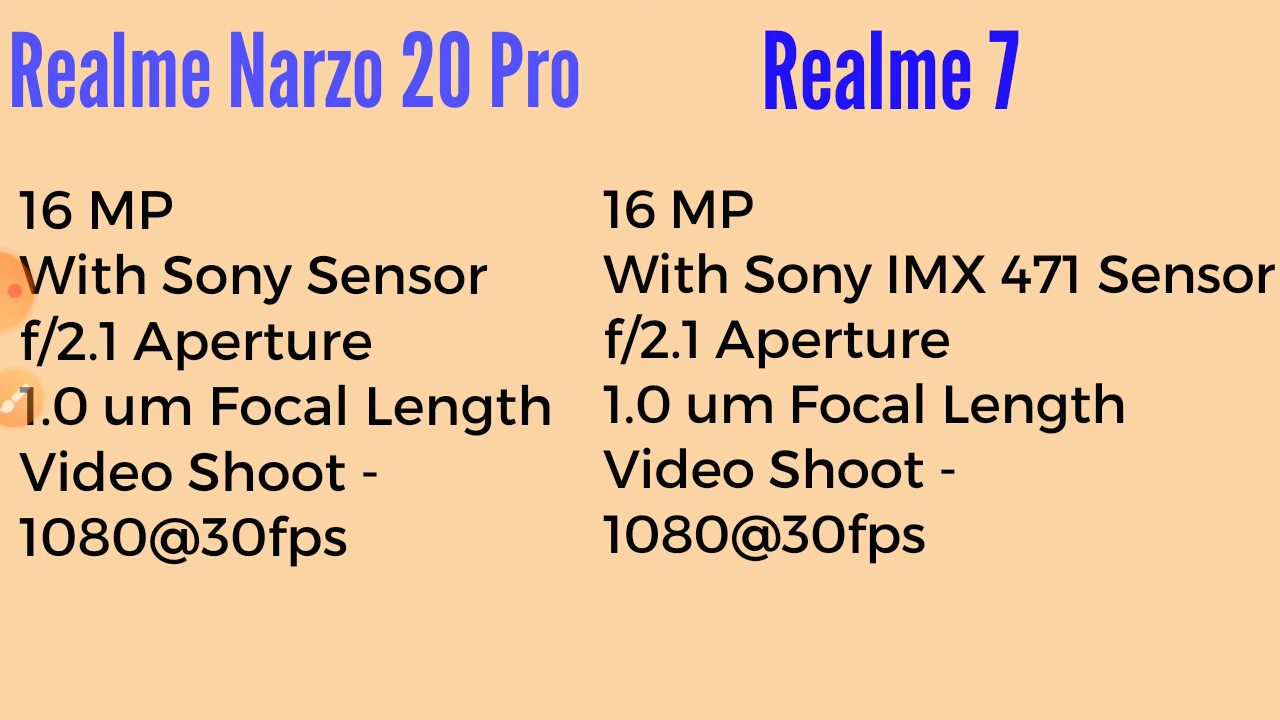 Realme Narzo 20 Pro
16 MP
With Sony Sensor
f/2.1 Aperture
1.0 um Focal Length
Video Shoot -
1080@30fps
Realme 7
16 MP
With Sony IMX 471 Sensor
f/2.1 Aperture
1.0 um Focal Length
Video Shoot -
1080@30fps